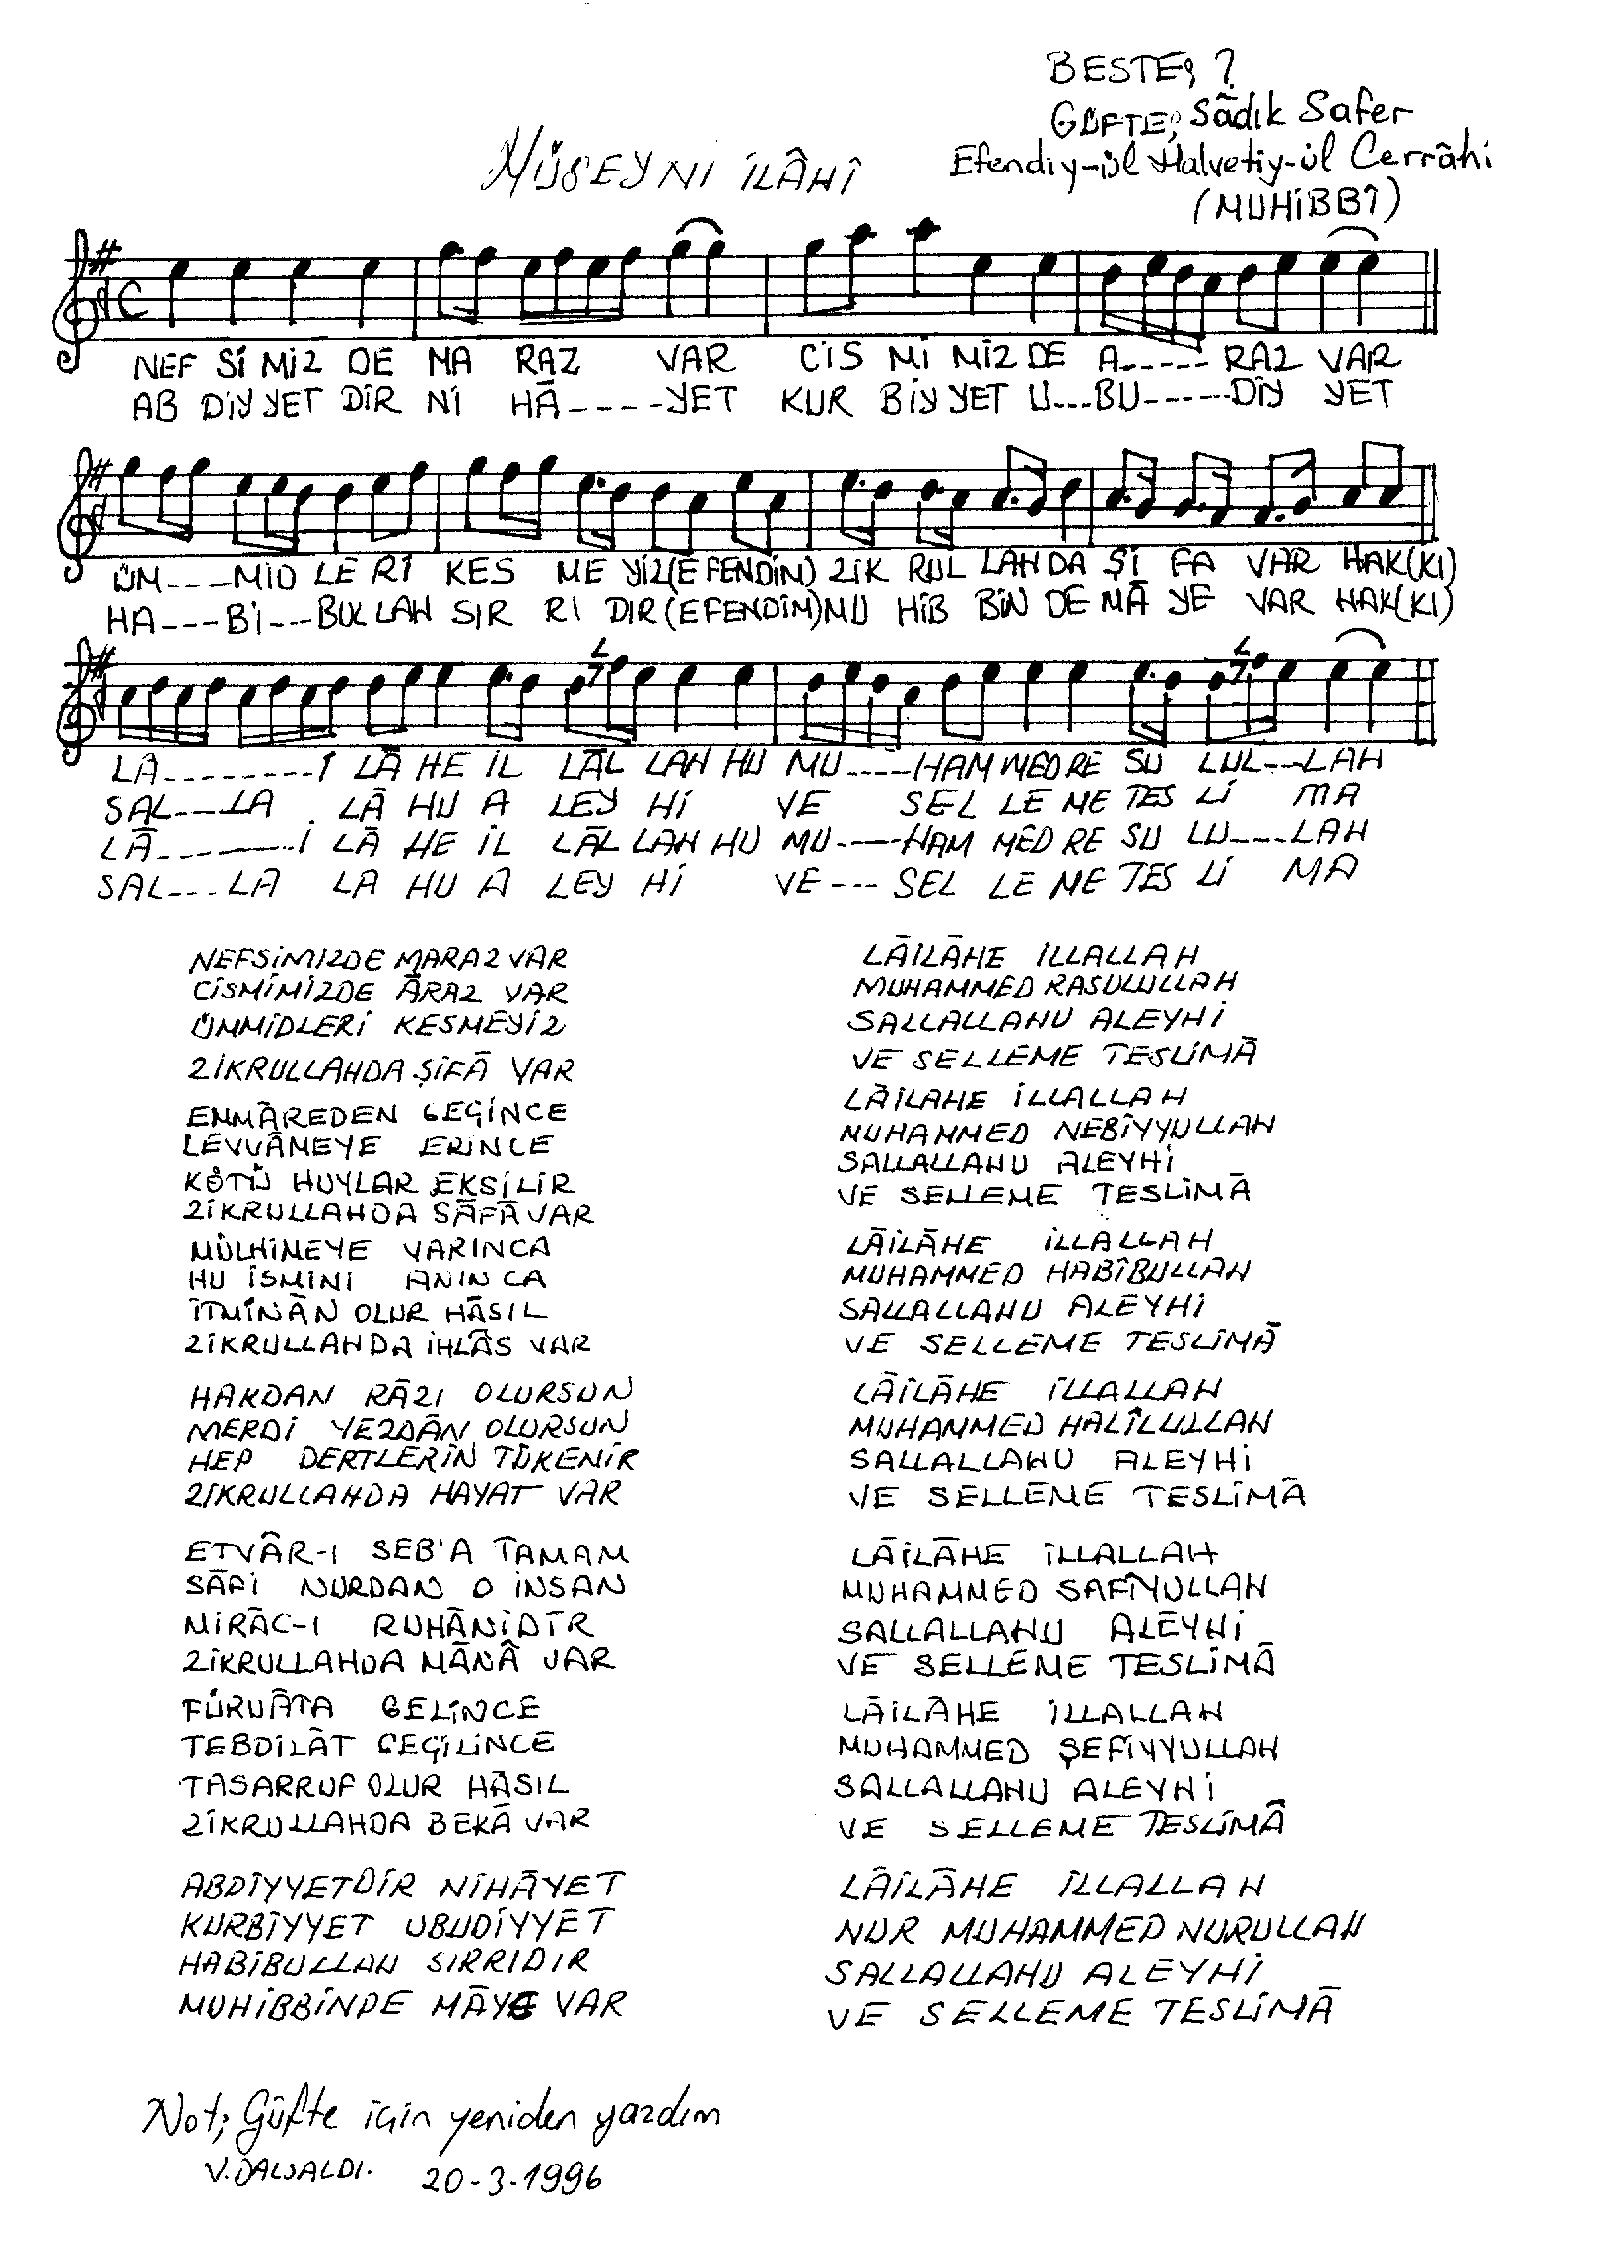 BESTE; ?
GÜFTE; Sâdık Safer
Efendiy-ül Halvetiy-ül Cerrâhi
(MUHİBBÎ)
HÜSEYNİ İLÂHİ
NEF Sİ MİZ DE MA RAZ VAR CİS Mİ MİZ DE A----- RAZ VAR
AB DİY YET DİR Nİ HÂ-----YET KUR BİY YET U---BU------DİY YET
ÜM----MİD LE Rİ KES ME YİZ(EFENDİM) ZİK RUL LAH DA Şİ FA VAR HAK(KI)
HA---Bİ---BUL LAH SIR RI DIR(EFENDİM)MU HİB BİN DE MÂ YE VAR HAK(KI)
LA---------İ LÂ HE İL LÂL LAH HU MU----HAM MED RE SU LUL---LAH
SAL---LA LÂ HU A LEY Hİ VE SEL LE ME TES Lİ MA
LÂ---------İ LÂ HE İL LÂL LAH HU MU----HAM MED RE SU LU---LAH
SAL---LA LA HU A LEY Hİ VE--- SEL LE ME TES Lİ MA
NEFSİMİZDE MARAZ VAR
CİSMİMİZDE ÂRAZ VAR
ÜMMİDLERİ KESMEYİZ
ZİKRULLAHDA ŞİFÂ VAR
EMMÂREDEN GEÇİNCE
LEVVÂMEYE ERİNCE
KÖTÜ HUYLAR EKSİLİR
ZİKRULLAHDA SÂFÂ VAR
MÜLHİMEYE VARINCA
HU İSMİNİ ANINCA
İTMİNÂN OLUR HÂSIL
ZİKRULLAHDA İHLÂS VAR
HAKDAN RÂZI OLURSUN
MERDİ YEZDÂN OLURSUN
HEP DERTLERİN TÜKENİR
ZİKRULLAHDA HAYAT VAR
ETVÂR-I SEB'A TAMAM
SÂFİ NURDAN O İNSAN
MİRÂC-I RUHÂNİDİR
ZİKRULLAHDA MÂNÂ VAR
FÜRUÂTA GELİNCE
TEBDİLÂT GEÇİLİNCE
TASARRUF OLUR HÂSIL
ZİKRULLAHDA BEKÂ VAR
ABDİYYETDİR NİHÂYET
KURBİYYET UBUDİYYET
HABİBULLAH SIRRIDIR
MUHİBBİNDE MÂYE VAR
LÂİLÂHE İLLALLAH
MUHAMMED RASULULLAH
SALLALLAHU ALEYHİ
VE SELLEME TESLİMÂ
LÂİLAHE İLLALLAH
MUHAMMED NEBİYYULLAH
SALLALLAHU ALEYHİ
VE SELLEME TESLİMÂ
LÂİLÂHE İLLALLAH
MUHAMMED HABÎBULLAH
SALLALLAHU ALEYHİ
VE SELLEME TESLİMÂ
LÂİLÂHE İLLALLAH
MUHAMMED HALÎLULLAH
SALLALLAHU ALEYHİ
VE SELLEME TESLİMÂ
LÂİLÂHE İLLALLAH
MUHAMMED SAFÎYULLAH
SALLALLAHU ALEYHİ
VE SELLEME TESLİMÂ
LÂİLÂHE İLLALLAH
MUHAMMED ŞEFİYYULLAH
SALLALLAHU ALEYHİ
VE SELLEME TESLİMÂ
LÂİLÂHE İLLALLAH
NUR MUHAMMED NURULLAH
SALLALLAHU ALEYHİ
VE SELLEME TESLİMÂ
Not; Güfte için yeniden yazdım
V.DALSALDI. 20-3-1996